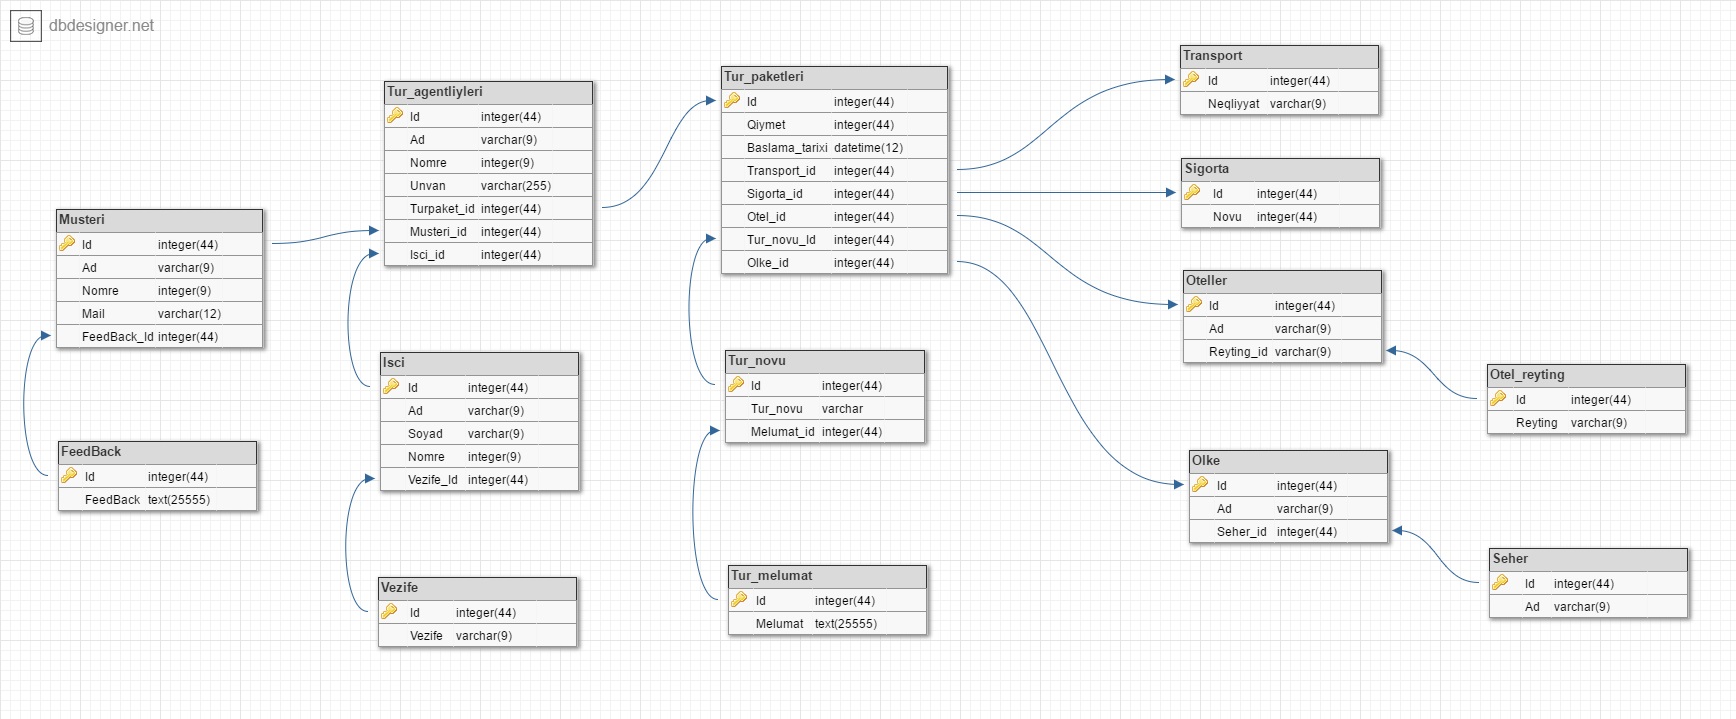 dbdesigner.net
Musteri
Id integer(44)
Ad varchar(9)
Nomre integer(9)
Mail varchar(12)
FeedBack_Id integer(44)
FeedBack
Id integer(44)
FeedBack text(25555)
Tur_agentliyleri
Id integer(44)
Ad varchar(9)
Nomre integer(9)
Unvan varchar(255)
Turpaket_id integer(44)
Musteri_id integer(44)
Isci_id integer(44)
Isci
Id integer(44)
Ad varchar(9)
Soyad varchar(9)
Nomre integer(9)
Vezife_Id integer(44)
Vezife
Id integer(44)
Vezife varchar(9)
Tur_paketleri
Id integer(44)
Qiymet integer(44)
Baslama_tarixi datetime(12)
Transport_id integer(44)
Sigorta_id integer(44)
Otel_id integer(44)
Tur_novu_Id integer(44)
Olke_id integer(44)
Tur_novu
Id integer(44)
Tur_novu varchar
Melumat_id integer(44)
Tur_melumat
Id integer(44)
Melumat text(25555)
Transport
Id integer(44)
Neqliyyat varchar(9)
Sigorta
Id integer(44)
Novu integer(44)
Oteller
Id integer(44)
Ad varchar(9)
Reyting_id varchar(9)
Otel_reyting
Id integer(44)
Reyting varchar(9)
Olke
Id integer(44)
Ad varchar(9)
Seher_id integer(44)
Seher
Id integer(44)
Ad varchar(9)